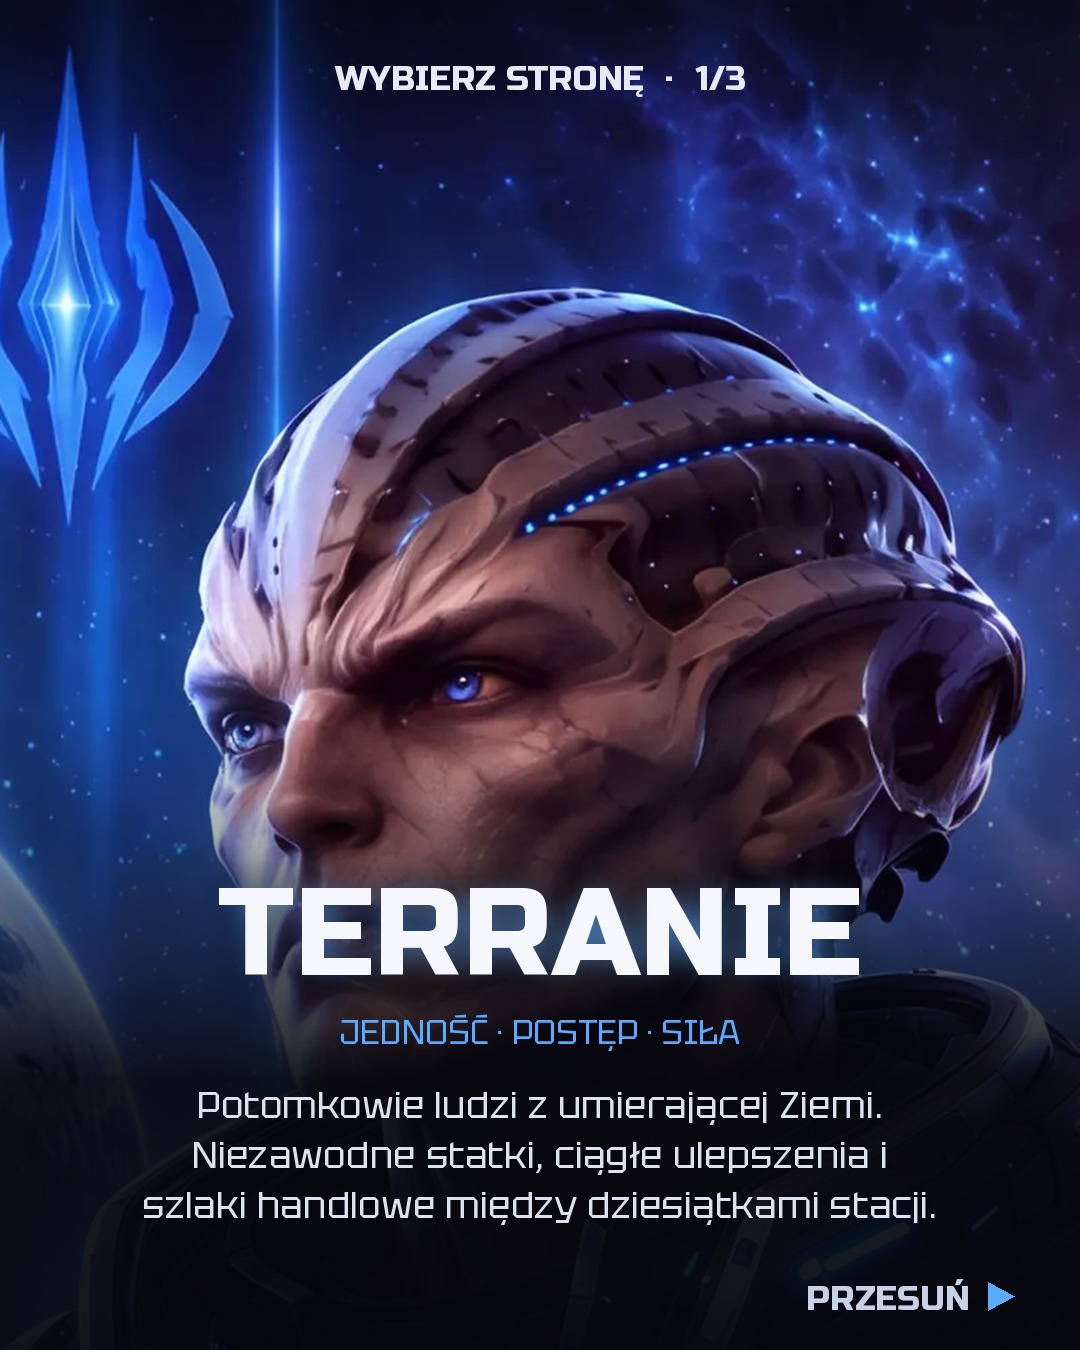 WYBIERZ STRONĘ · 1/3
TERRANIE
JEDNOŚĆ · POSTĘP · SIŁA
Potomkowie ludzi z umierającej Ziemi.
Niezawodne statki, ciągłe ulepszenia i
szlaki handlowe między dziesiątkami stacji.
PRZESUŃ